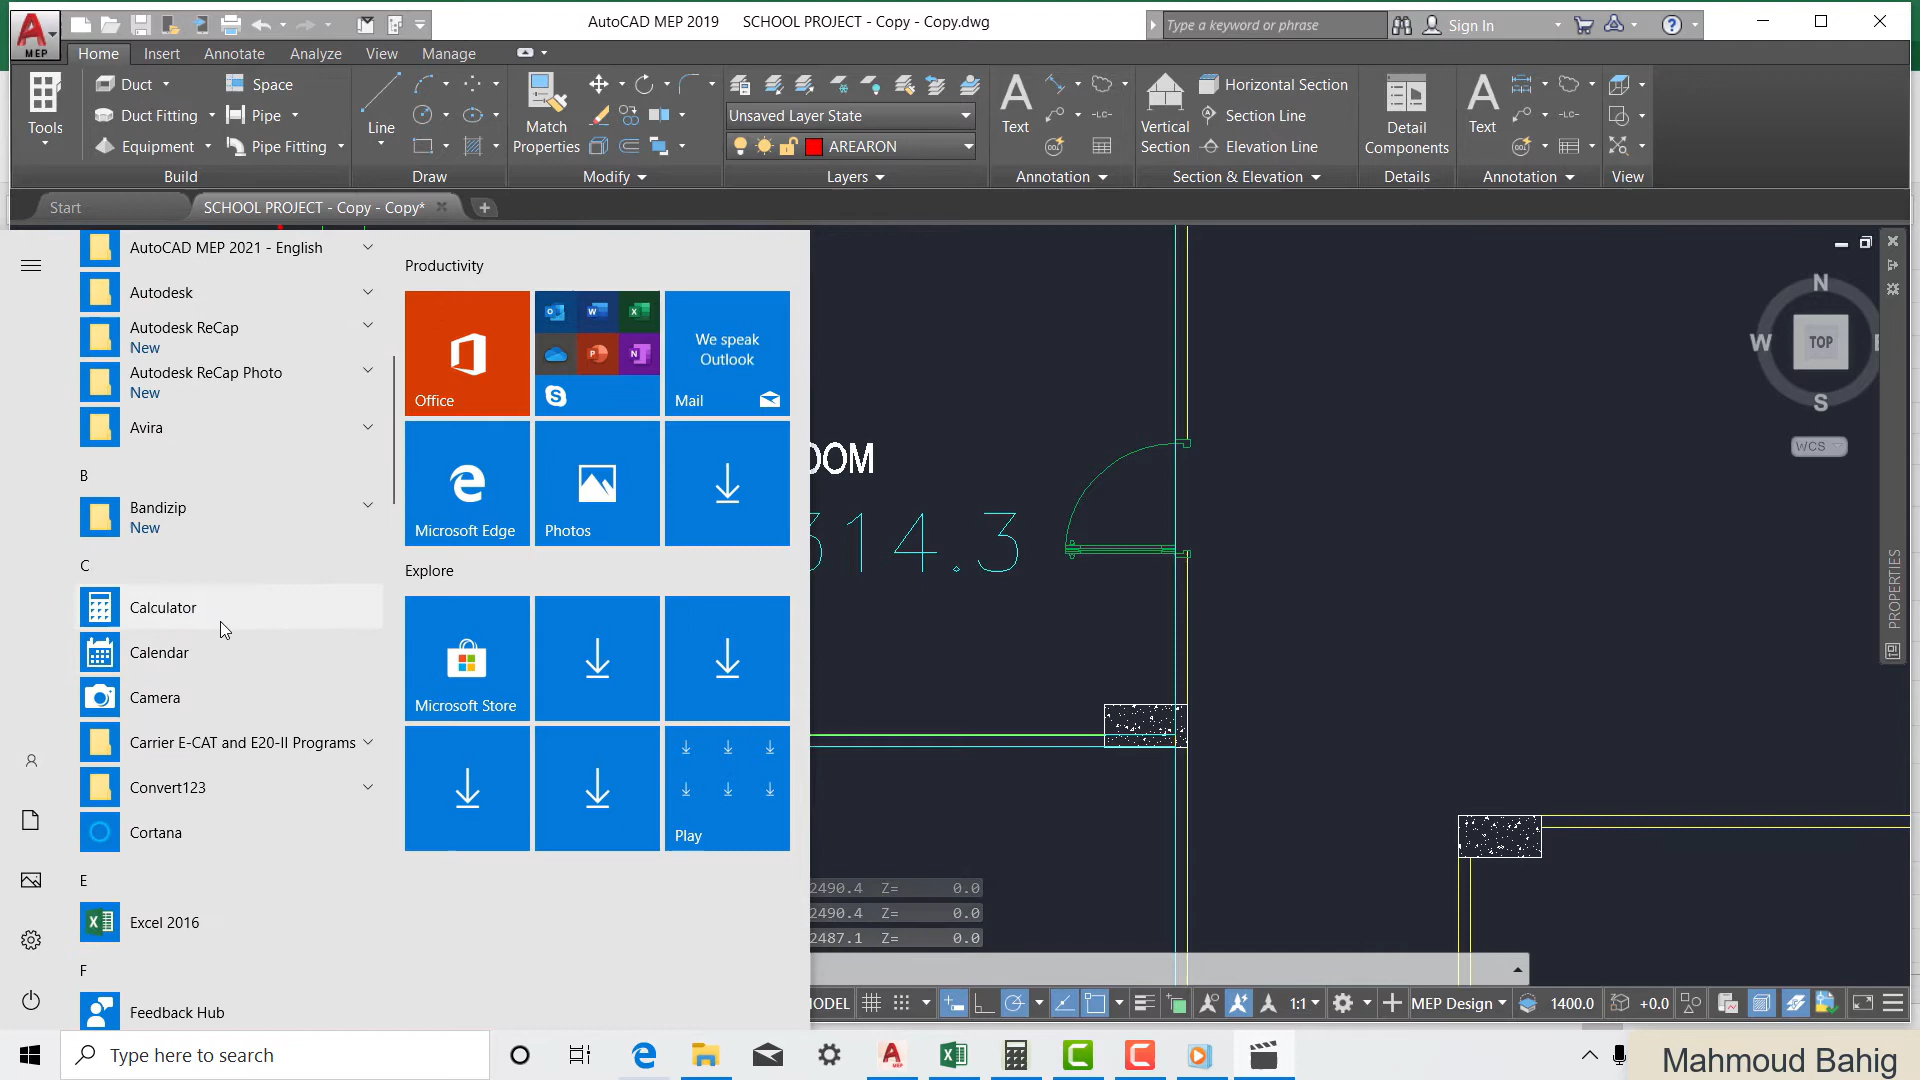 AutoCAD MEP 2019 SCHOOL PROJECT - Copy - Copy.dwg
Type a keyword or phrase
Sign In
MEP
Home Insert Annotate Analyze View Manage
Tools
Duct
Duct Fitting
Equipment
Space
Pipe
Pipe Fitting
Build
Line
Draw
Match
Properties
Modify
Unsaved Layer State
AREARON
Layers
Text
Annotation
Vertical
Section
Horizontal Section
Section Line
Elevation Line
Section & Elevation
Detail
Components
Details
Text
Annotation
View
Start
SCHOOL PROJECT - Copy - Copy*
AutoCAD MEP 2021 - English
Autodesk
Autodesk ReCap
New
Autodesk ReCap Photo
New
Avira
B
Bandizip
New
C
Calculator
Calendar
Camera
Carrier E-CAT and E20-II Programs
Convert123
Cortana
E
Excel 2016
F
Feedback Hub
Productivity
Office
We speak
Outlook
Mail
Microsoft Edge
Photos
Explore
Microsoft Store
Play
OOM
314.3
N
W
TOP
S
WCS
PROPERTIES
2490.4 Z= 0.0
2490.4 Z= 0.0
2487.1 Z= 0.0
ODEL
1:1
MEP Design
1400.0
+0.0
Type here to search
Mahmoud Bahig